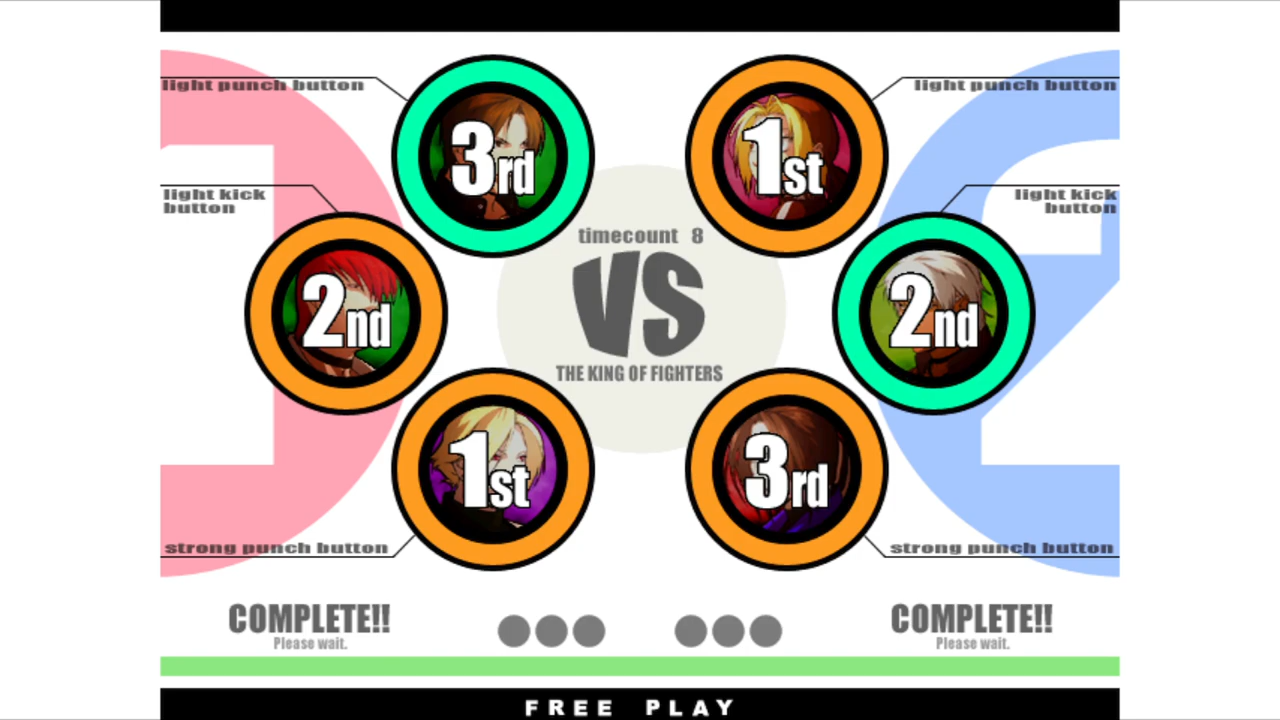 light punch button
3rd
1st
light punch button
light kick
button
light kick
button
timecount 8
VS
THE KING OF FIGHTERS
2nd
2nd
1
2
1st
3rd
strong punch button
strong punch button
COMPLETE!!
Please wait.
COMPLETE!!
Please wait.
FREE PLAY